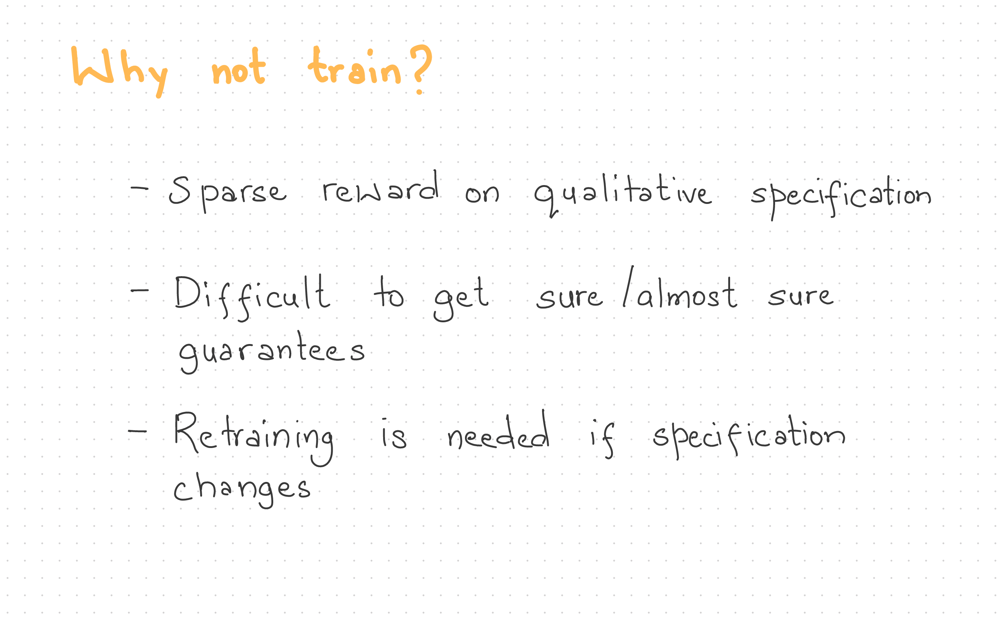 Why not train?
- Sparse reward on qualitative specification
- Difficult to get sure/almost sure
guarantees
- Retraining is needed if specification
changes